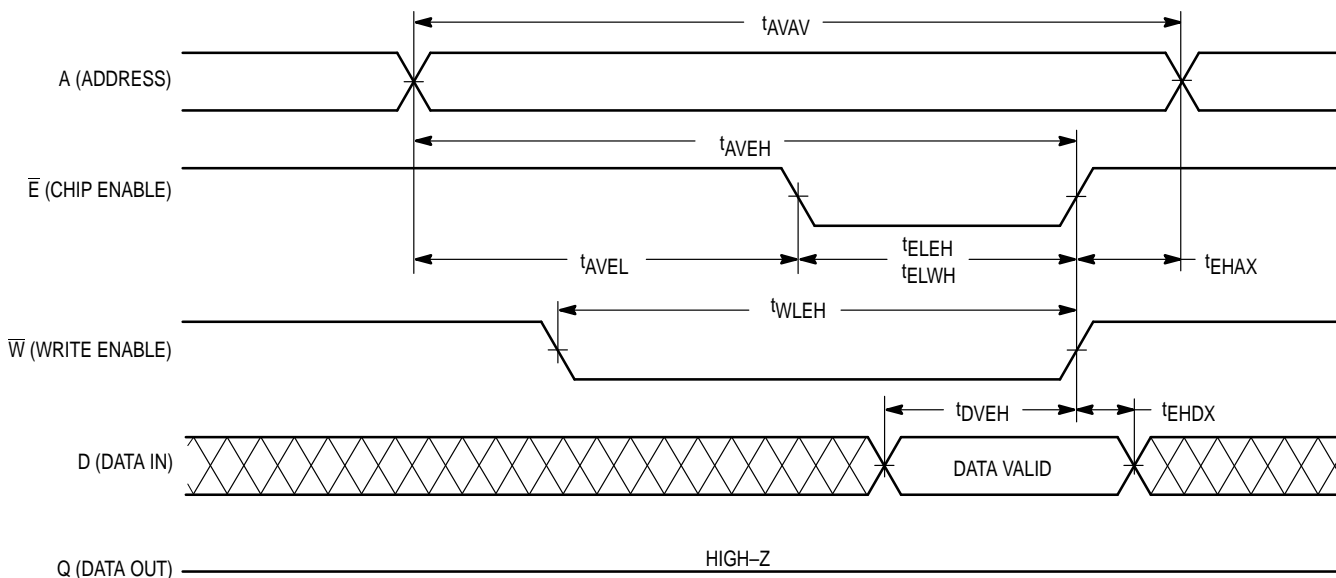 tAVAV
A (ADDRESS)
tAVEH
E̅ (CHIP ENABLE)
tAVEL
tELEH
tELWH
tEHAX
tWLEH
W̅ (WRITE ENABLE)
tDVEH
tEHDX
D (DATA IN)
DATA VALID
HIGH–Z
Q (DATA OUT)